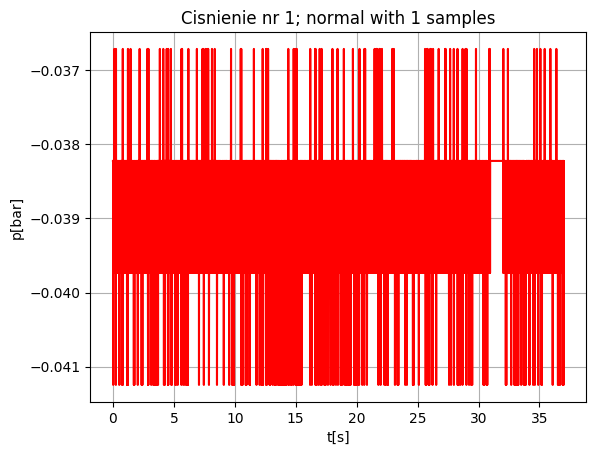 Cisnienie nr 1; normal with 1 samples
−0.037
−0.038
−0.039
−0.040
−0.041
p[bar]
0 5 10 15 20 25 30 35
t[s]